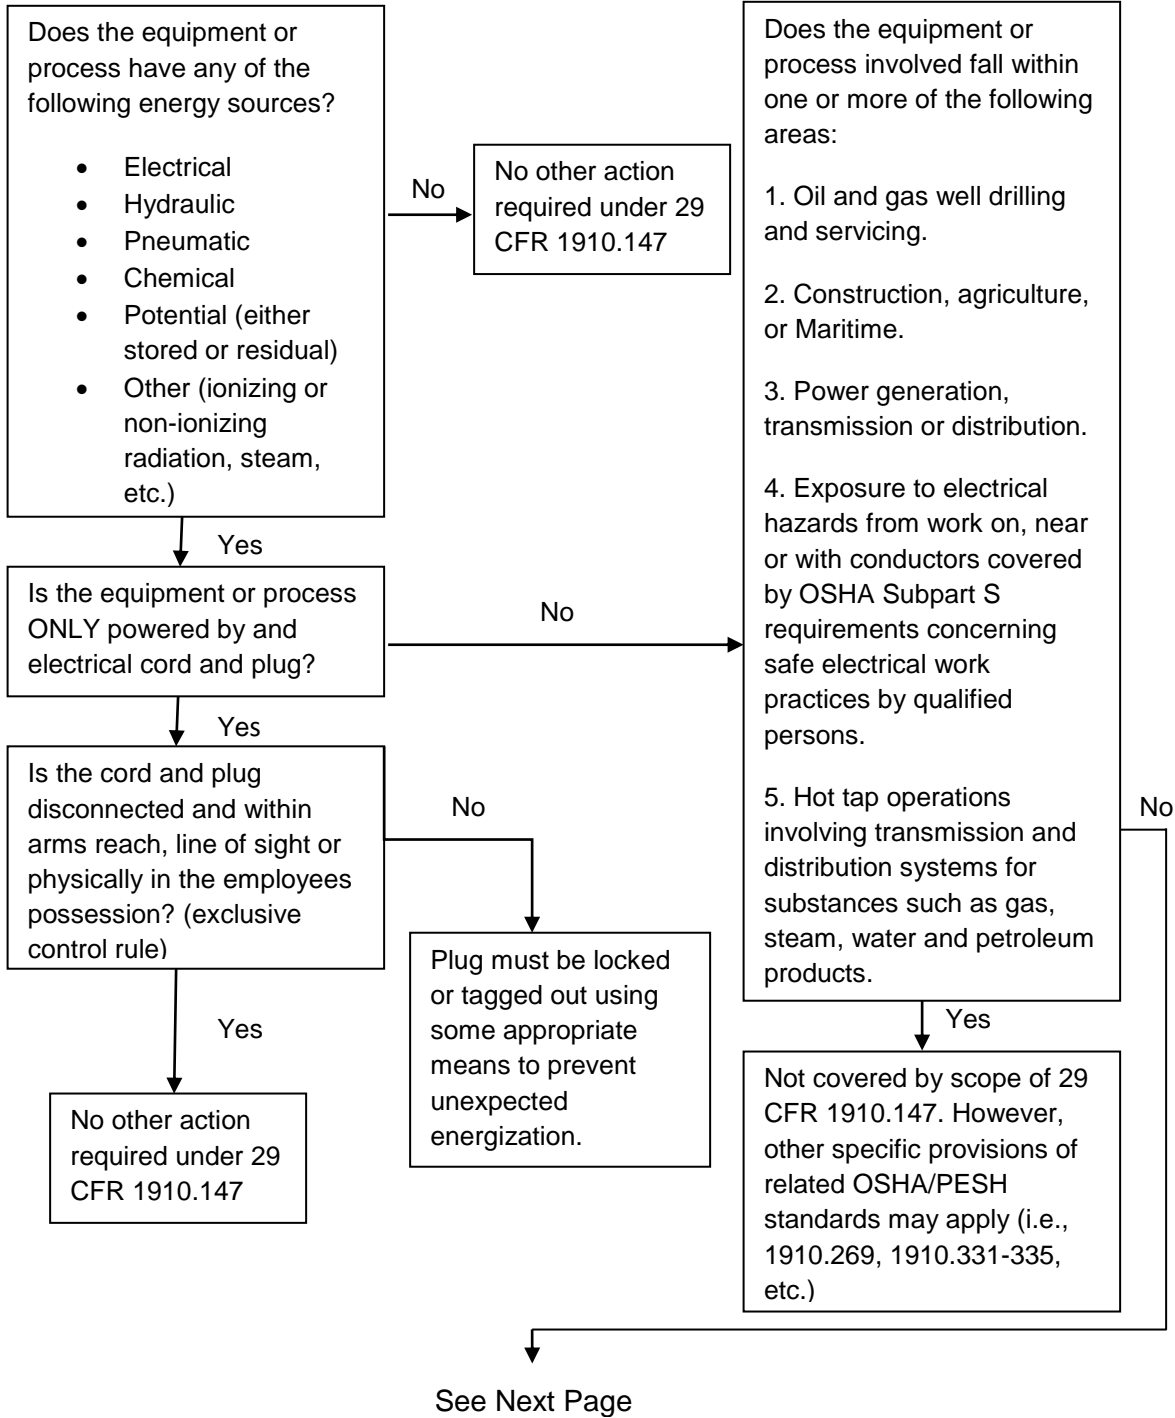 Does the equipment or
process have any of the
following energy sources?
• Electrical
• Hydraulic
• Pneumatic
• Chemical
• Potential (either
stored or residual)
• Other (ionizing or
non-ionizing
radiation, steam,
etc.)
No
No other action
required under 29
CFR 1910.147
Yes
Is the equipment or process
ONLY powered by and
electrical cord and plug?
No
Yes
Is the cord and plug
disconnected and within
arms reach, line of sight or
physically in the employees
possession? (exclusive
control rule)
No
Plug must be locked
or tagged out using
some appropriate
means to prevent
unexpected
energization.
Yes
No other action
required under 29
CFR 1910.147
Does the equipment or
process involved fall within
one or more of the following
areas:
1. Oil and gas well drilling
and servicing.
2. Construction, agriculture,
or Maritime.
3. Power generation,
transmission or distribution.
4. Exposure to electrical
hazards from work on, near
or with conductors covered
by OSHA Subpart S
requirements concerning
safe electrical work
practices by qualified
persons.
5. Hot tap operations
involving transmission and
distribution systems for
substances such as gas,
steam, water and petroleum
products.
No
Yes
Not covered by scope of 29
CFR 1910.147. However,
other specific provisions of
related OSHA/PESH
standards may apply (i.e.,
1910.269, 1910.331-335,
etc.)
See Next Page